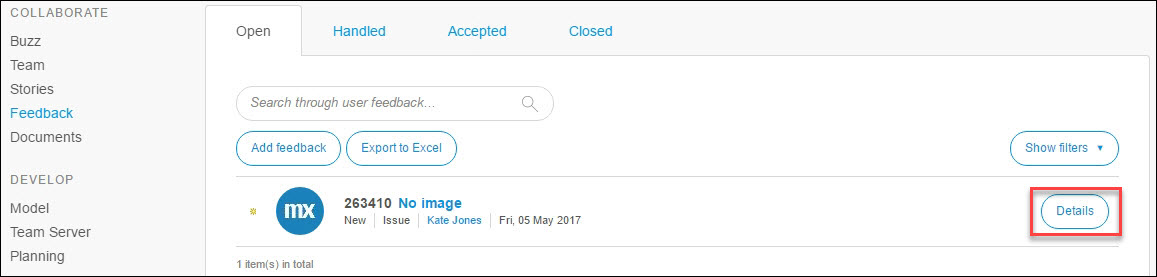 COLLABORATE
Buzz
Team
Stories
Feedback
Documents
DEVELOP
Model
Team Server
Planning
Open Handled Accepted Closed
Search through user feedback...
Add feedback Export to Excel Show filters
mx
263410 No image
New Issue Kate Jones Fri, 05 May 2017
Details
1 item(s) in total